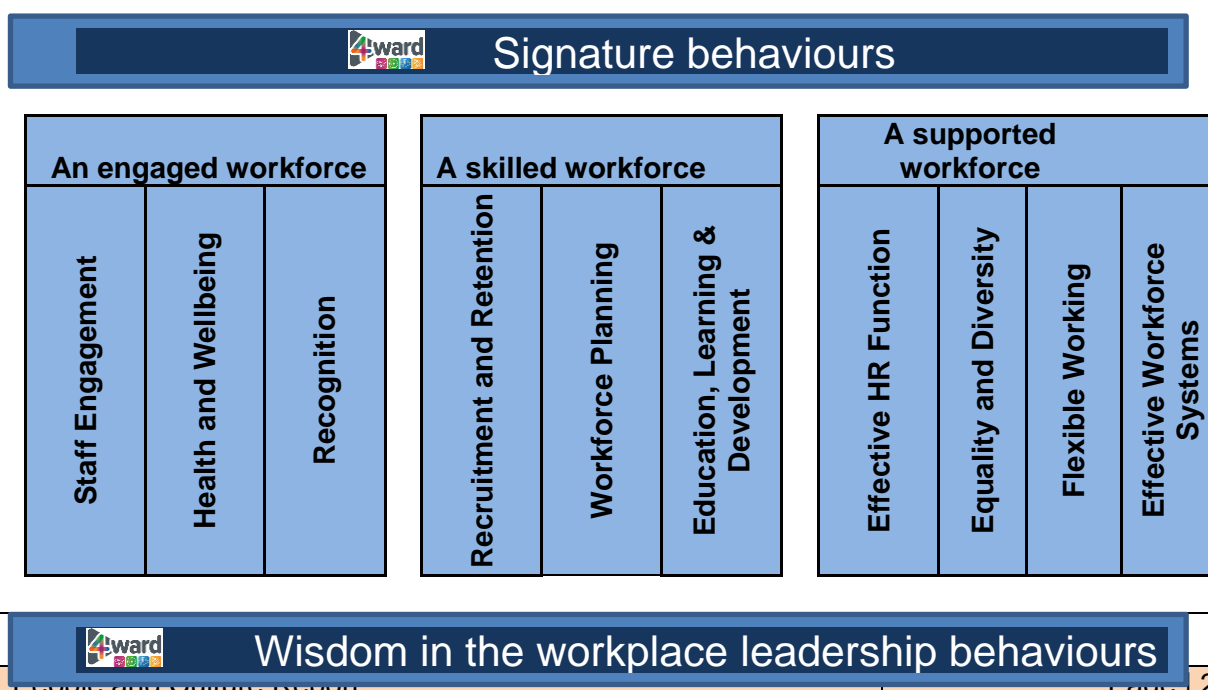 4ward Signature behaviours
An engaged workforce
Staff Engagement
Health and Wellbeing
Recognition
A skilled workforce
Recruitment and Retention
Workforce Planning
Education, Learning &
Development
A supported
workforce
Effective HR Function
Equality and Diversity
Flexible Working
Effective Workforce
Systems
4ward Wisdom in the workplace leadership behaviours